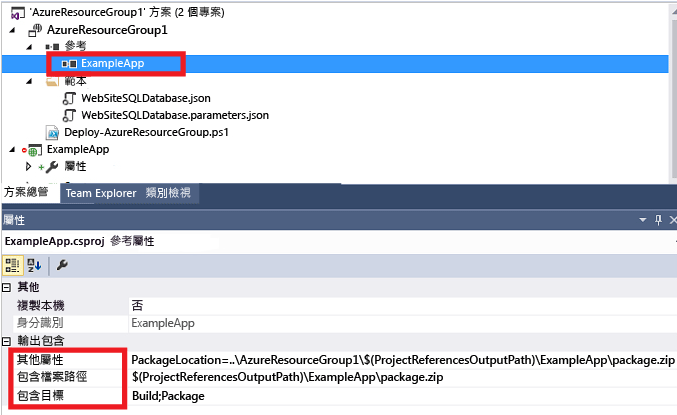 'AzureResourceGroup1' 方案 (2 個專案)
AzureResourceGroup1
參考
ExampleApp
範本
WebSiteSQLDatabase.json
WebSiteSQLDatabase.parameters.json
Deploy-AzureResourceGroup.ps1
ExampleApp
屬性
方案總管 Team Explorer 類別檢視
屬性
ExampleApp.csproj 參考屬性
其他
複製本機 否
身分識別 ExampleApp
輸出包含
其他屬性 PackageLocation=..\AzureResourceGroup1\$(ProjectReferencesOutputPath)\ExampleApp\package.zip
包含檔案路徑 $(ProjectReferencesOutputPath)\ExampleApp\package.zip
包含目標 Build;Package